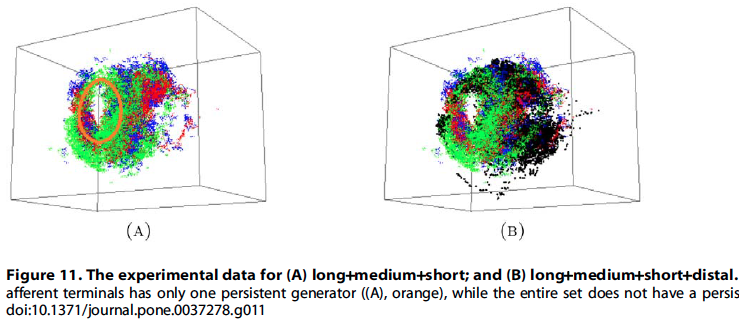 (A)
(B)
Figure 11. The experimental data for (A) long+medium+short; and (B) long+medium+short+distal.
afferent terminals has only one persistent generator ((A), orange), while the entire set does not have a persis
doi:10.1371/journal.pone.0037278.g011